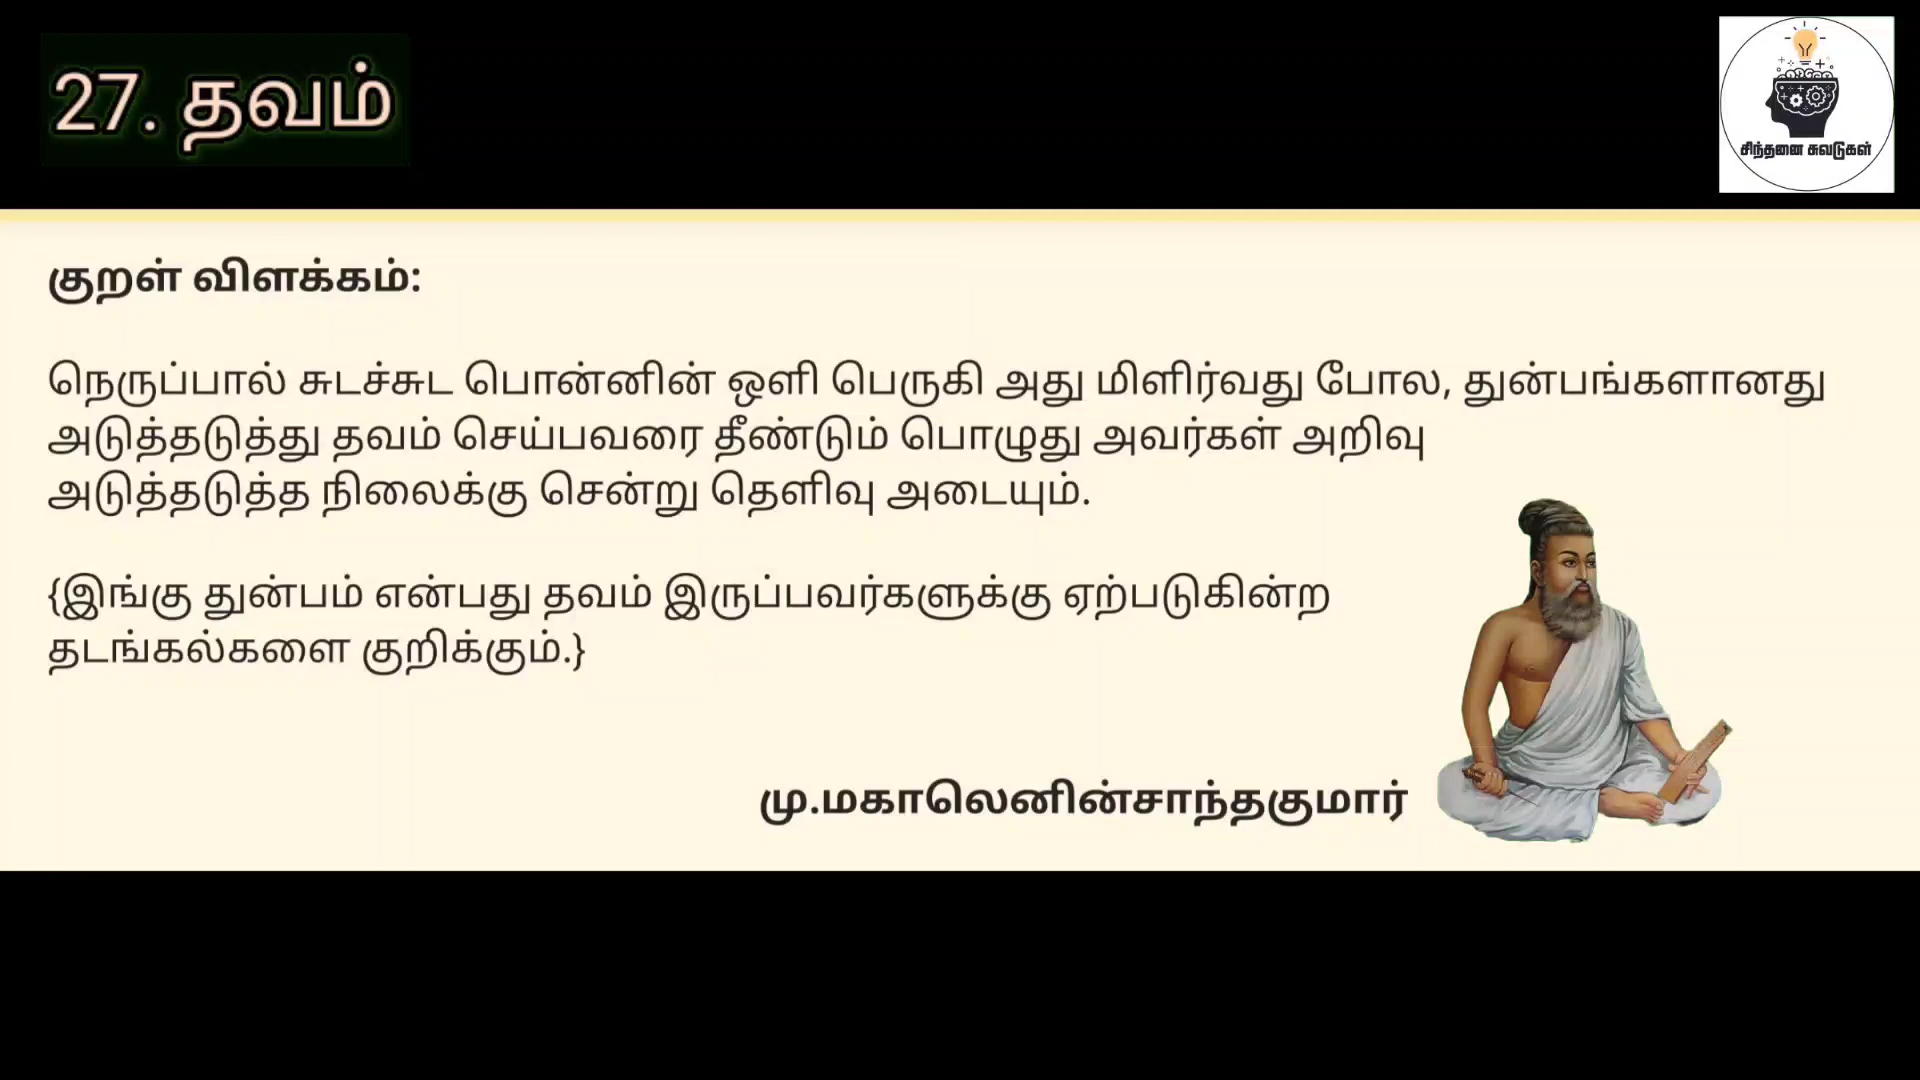 27. தவம்
சிந்தனை சுவடுகள்
குறள் விளக்கம்:
நெருப்பால் சுடச்சுட பொன்னின் ஒளி பெருகி அது மிளிர்வது போல, துன்பங்களானது
அடுத்தடுத்து தவம் செய்பவரை தீண்டும் பொழுது அவர்கள் அறிவு
அடுத்தடுத்த நிலைக்கு சென்று தெளிவு அடையும்.
{இங்கு துன்பம் என்பது தவம் இருப்பவர்களுக்கு ஏற்படுகின்ற
தடங்கல்களை குறிக்கும்.}
மு.மகாலெனின்சாந்தகுமார்